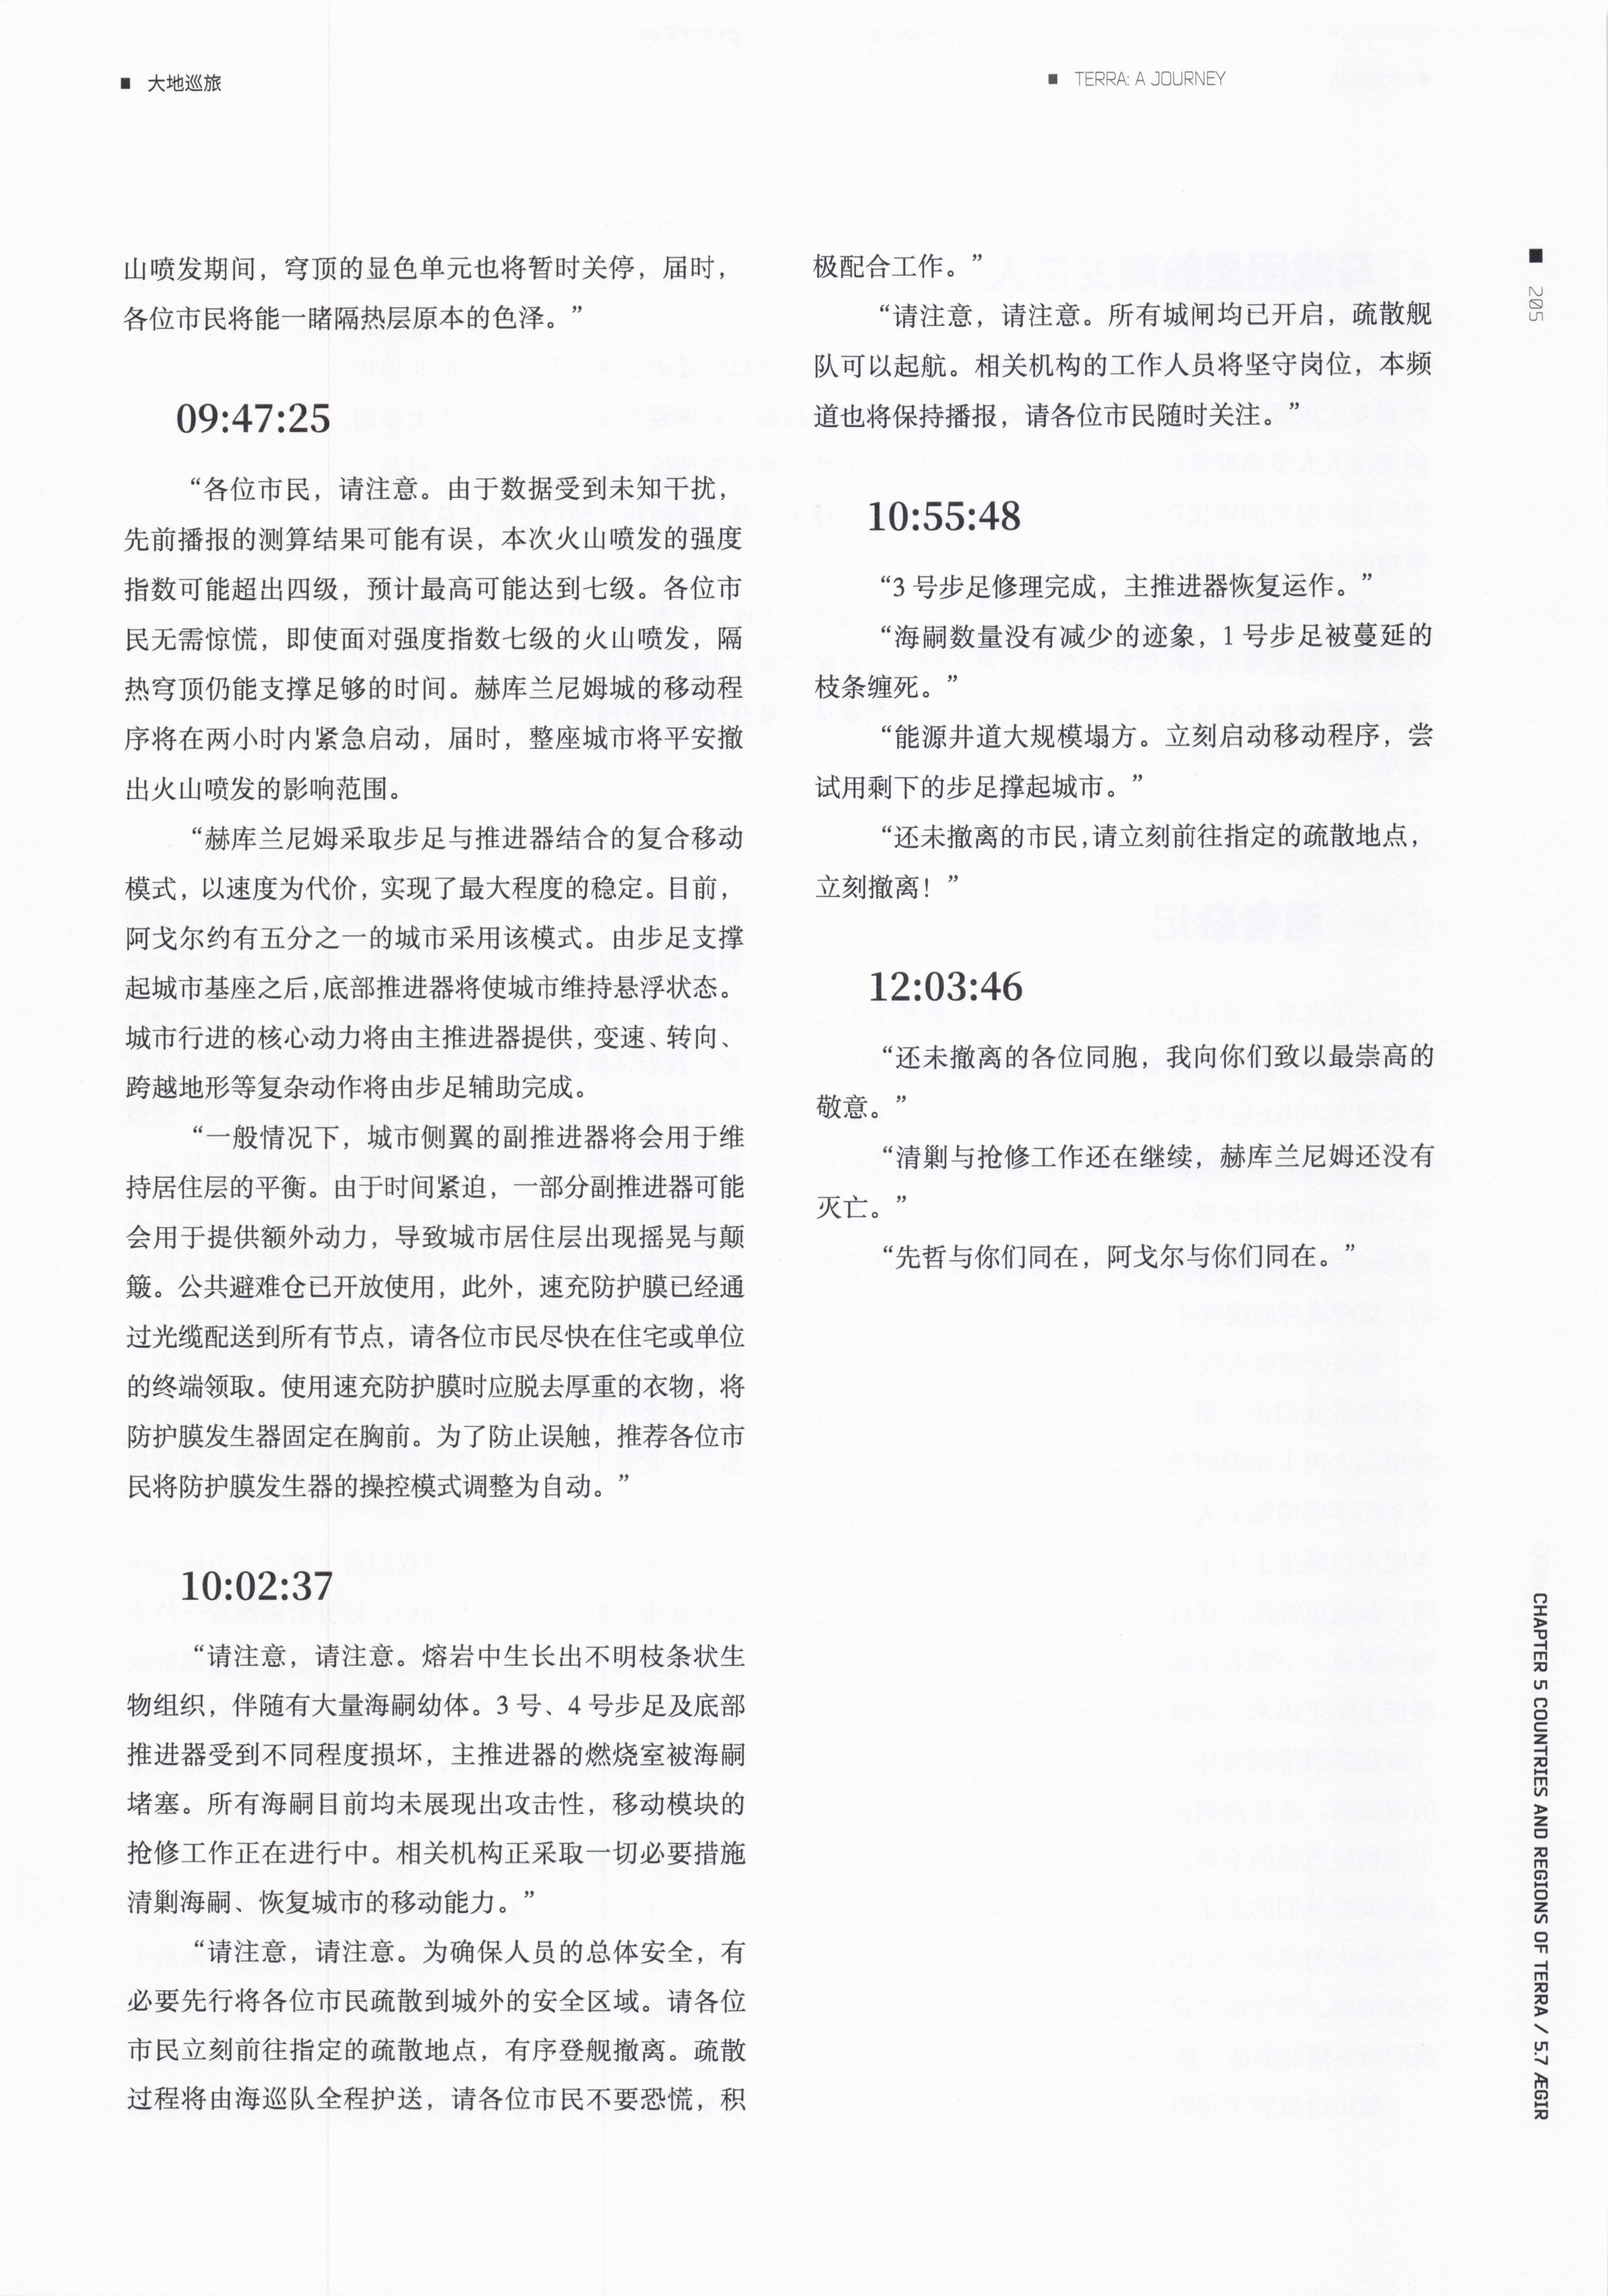 大地巡旅
TERRA: A JOURNEY
山喷发期间，穹顶的显色单元也将暂时关停，届时，
各位市民将能一睹隔热层原本的色泽。”
09:47:25
“各位市民，请注意。由于数据受到未知干扰，
先前播报的测算结果可能有误，本次火山喷发的强度
指数可能超出四级，预计最高可能达到七级。各位市
民无需惊慌，即使面对强度指数七级的火山喷发，隔
热穹顶仍能支撑足够的时间。赫库兰尼姆城的移动程
序将在两小时内紧急启动，届时，整座城市将平安撤
出火山喷发的影响范围。
“赫库兰尼姆采取步足与推进器结合的复合移动
模式，以速度为代价，实现了最大程度的稳定。目前，
阿戈尔约有五分之一的城市采用该模式。由步足支撑
起城市基座之后，底部推进器将使城市维持悬浮状态。
城市行进的核心动力将由主推进器提供，变速、转向、
跨越地形等复杂动作将由步足辅助完成。
“一般情况下，城市侧翼的副推进器将会用于维
持居住层的平衡。由于时间紧迫，一部分副推进器可能
会用于提供额外动力，导致城市居住层出现摇晃与颠
簸。公共避难仓已开放使用，此外，速充防护膜已经通
过光缆配送到所有节点，请各位市民尽快在住宅或单位
的终端领取。使用速充防护膜时应脱去厚重的衣物，将
防护膜发生器固定在胸前。为了防止误触，推荐各位市
民将防护膜发生器的操控模式调整为自动。”
10:02:37
“请注意，请注意。熔岩中生长出不明枝条状生
物组织，伴随有大量海嗣幼体。3 号、4 号步足及底部
推进器受到不同程度损坏，主推进器的燃烧室被海嗣
堵塞。所有海嗣目前均未展现出攻击性，移动模块的
抢修工作正在进行中。相关机构正采取一切必要措施
清剿海嗣、恢复城市的移动能力。”
“请注意，请注意。为确保人员的总体安全，有
必要先行将各位市民疏散到城外的安全区域。请各位
市民立刻前往指定的疏散地点，有序登舰撤离。疏散
过程将由海巡队全程护送，请各位市民不要恐慌，积
极配合工作。”
“请注意，请注意。所有城闸均已开启，疏散舰
队可以起航。相关机构的工作人员将坚守岗位，本频
道也将保持播报，请各位市民随时关注。”
10:55:48
“3 号步足修理完成，主推进器恢复运作。”
“海嗣数量没有减少的迹象，1 号步足被蔓延的
枝条缠死。”
“能源井道大规模塌方。立刻启动移动程序，尝
试用剩下的步足撑起城市。”
“还未撤离的市民，请立刻前往指定的疏散地点，
立刻撤离！”
12:03:46
“还未撤离的各位同胞，我向你们致以最崇高的
敬意。”
“清剿与抢修工作还在继续，赫库兰尼姆还没有
灭亡。”
“先哲与你们同在，阿戈尔与你们同在。”
205
CHAPTER 5 COUNTRIES AND REGIONS OF TERRA / 5.7 ÆGIR